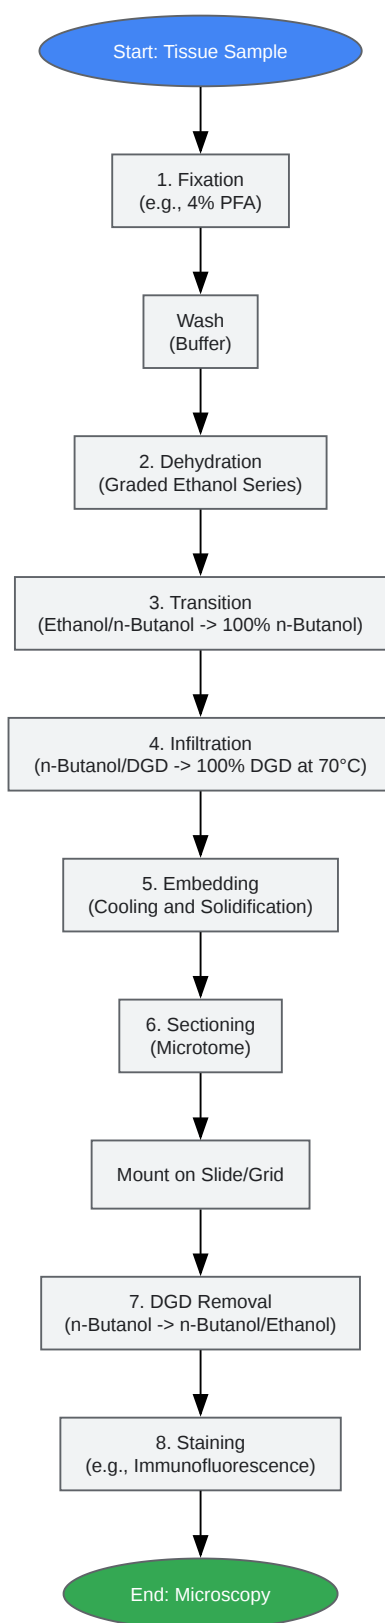 Start: Tissue Sample
1. Fixation
(e.g., 4% PFA)
Wash
(Buffer)
2. Dehydration
(Graded Ethanol Series)
3. Transition
(Ethanol/n-Butanol -> 100% n-Butanol)
4. Infiltration
(n-Butanol/DGD -> 100% DGD at 70°C)
5. Embedding
(Cooling and Solidification)
6. Sectioning
(Microtome)
Mount on Slide/Grid
7. DGD Removal
(n-Butanol -> n-Butanol/Ethanol)
8. Staining
(e.g., Immunofluorescence)
End: Microscopy